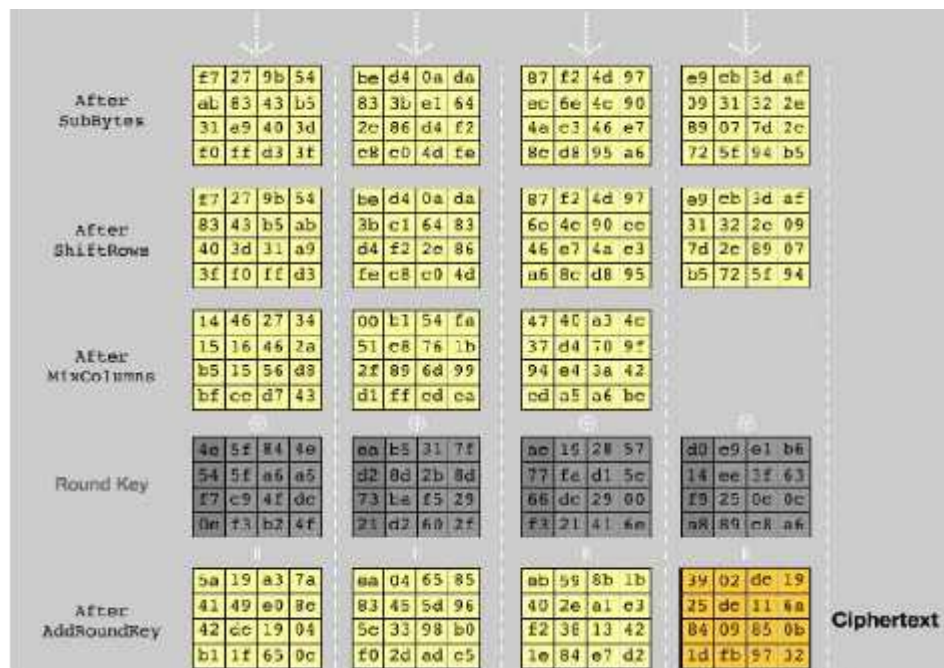 After
SubBytes
f7 27 9b 54 be d4 0a da 87 f2 4d 97 e9 cb 3d af
ab 83 43 b5 83 3b e1 64 ec 6e 4c 90 09 31 32 2e
31 a9 40 3d 2c 86 d4 f2 4a c3 46 e7 89 07 7d 2c
f0 ff d3 3f c8 c0 4d fe 8c d8 95 a6 72 5f 94 b5
After
ShiftRows
f7 27 9b 54 be d4 0a da 87 f2 4d 97 e9 cb 3d af
83 43 b5 ab 3b e1 64 83 6e 4c 90 ec 31 32 2e 09
40 3d 31 a9 d4 f2 2c 86 46 e7 4a c3 7d 2c 89 07
3f f0 ff d3 fe c8 c0 4d a6 8c d8 95 b5 72 5f 94
After
MixColumns
14 46 27 34 00 b1 54 fa 47 40 a3 4c
15 16 46 2a 51 c8 76 1b 37 d4 70 9f
b5 15 56 d8 2f 89 6d 99 94 e4 3a 42
bf ec d7 43 d1 ff cd ea ed a5 a6 bc
Round Key
4e 5f 84 4e ea b5 31 7f ac 19 28 57 d0 c9 e1 b6
54 5f a6 a6 d2 8d 2b 8d 77 fa d1 5c 14 ee 3f 63
f7 c9 4f dc 73 ba f5 29 66 dc 29 00 f9 25 0c 0c
0e f3 b2 4f 21 d2 60 2f f3 21 41 6e a8 89 c8 a6
After
AddRoundKey
5a 19 a3 7a ea 04 65 85 eb 59 8b 1b 39 02 dc 19
41 49 e0 8c 83 45 5d 96 40 2e a1 c3 25 dc 11 6a
42 dc 19 04 5c 33 98 b0 f2 38 13 42 84 09 85 0b
b1 1f 65 0c f0 2d ad c5 1e 84 e7 d2 1d fb 97 32
Ciphertext